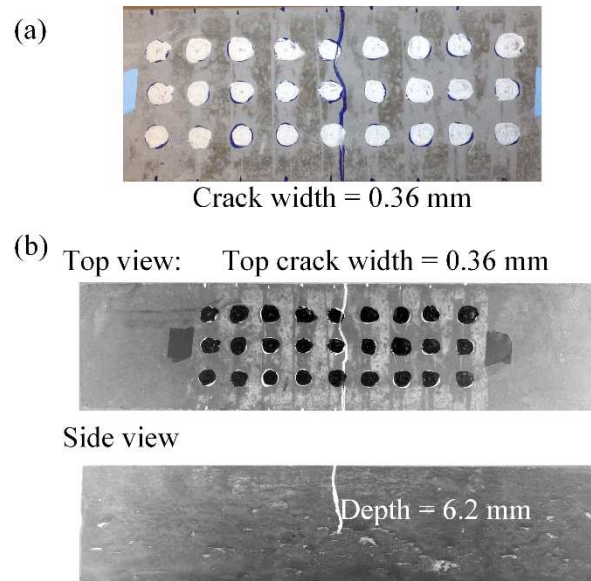 (a)
Crack width = 0.36 mm
(b)
Top view: Top crack width = 0.36 mm
Side view
Depth = 6.2 mm